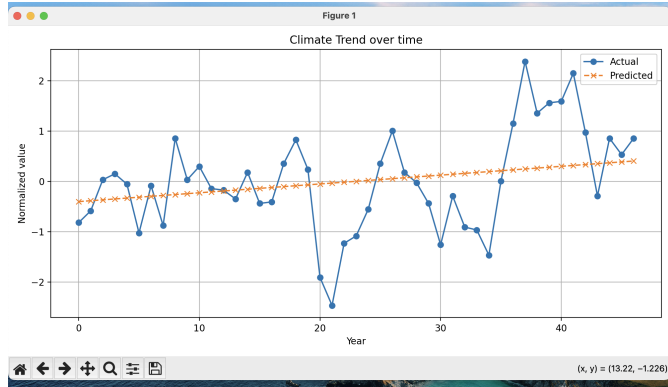 Figure 1
Climate Trend over time
Actual
Predicted
Normalized value
2
1
0
−1
−2
0
10
20
30
40
Year
(x, y) = (13.22, −1.226)